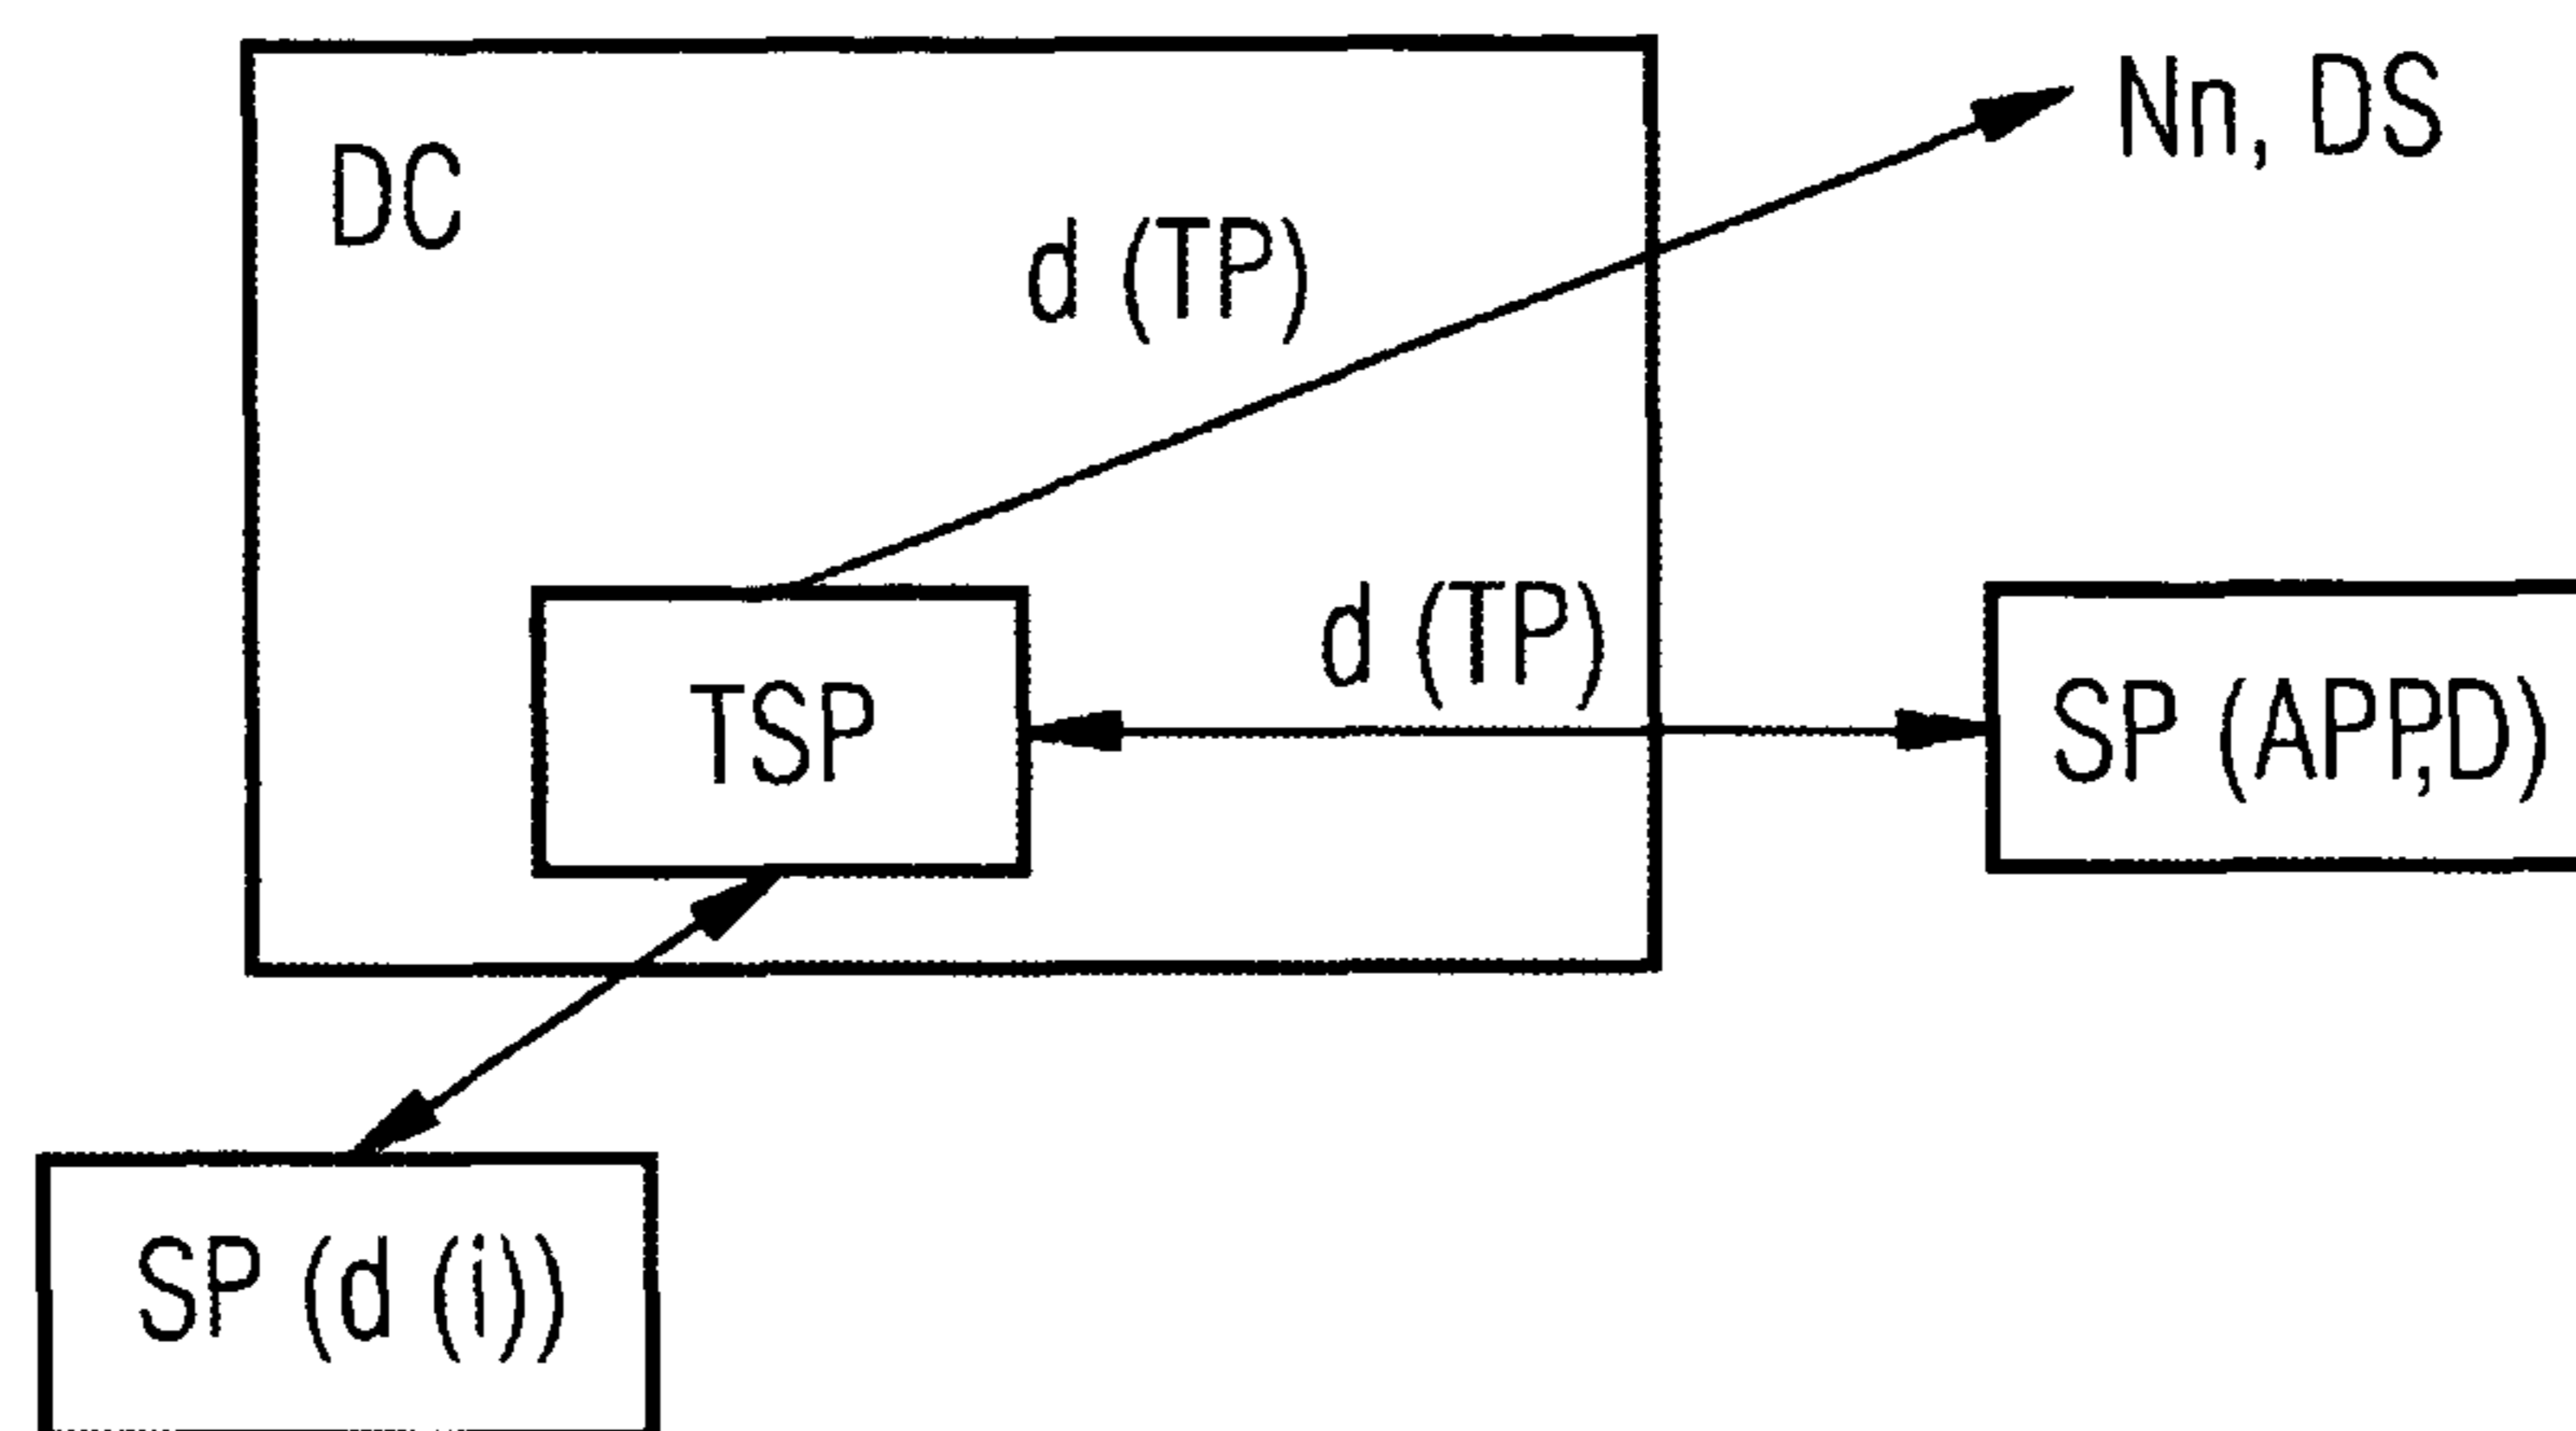 Nn, DS
DC
d (TP)
d (TP)
TSP
SP (APP,D)
SP (d (i))